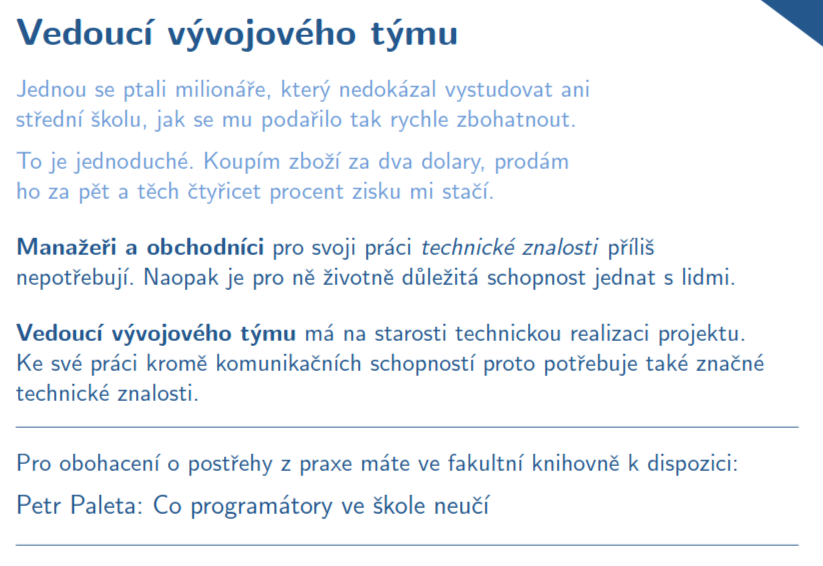 Vedoucí vývojového týmu
Jednou se ptali milionáře, který nedokázal vystudovat ani
střední školu, jak se mu podařilo tak rychle zbohatnout.
To je jednoduché. Koupím zboží za dva dolary, prodám
ho za pět a těch čtyřicet procent zisku mi stačí.
Manažeři a obchodníci pro svoji práci technické znalosti příliš
nepotřebují. Naopak je pro ně životně důležitá schopnost jednat s lidmi.
Vedoucí vývojového týmu má na starosti technickou realizaci projektu.
Ke své práci kromě komunikačních schopností proto potřebuje také značné
technické znalosti.
Pro obohacení o postřehy z praxe máte ve fakultní knihovně k dispozici:
Petr Paleta: Co programátory ve škole neučí